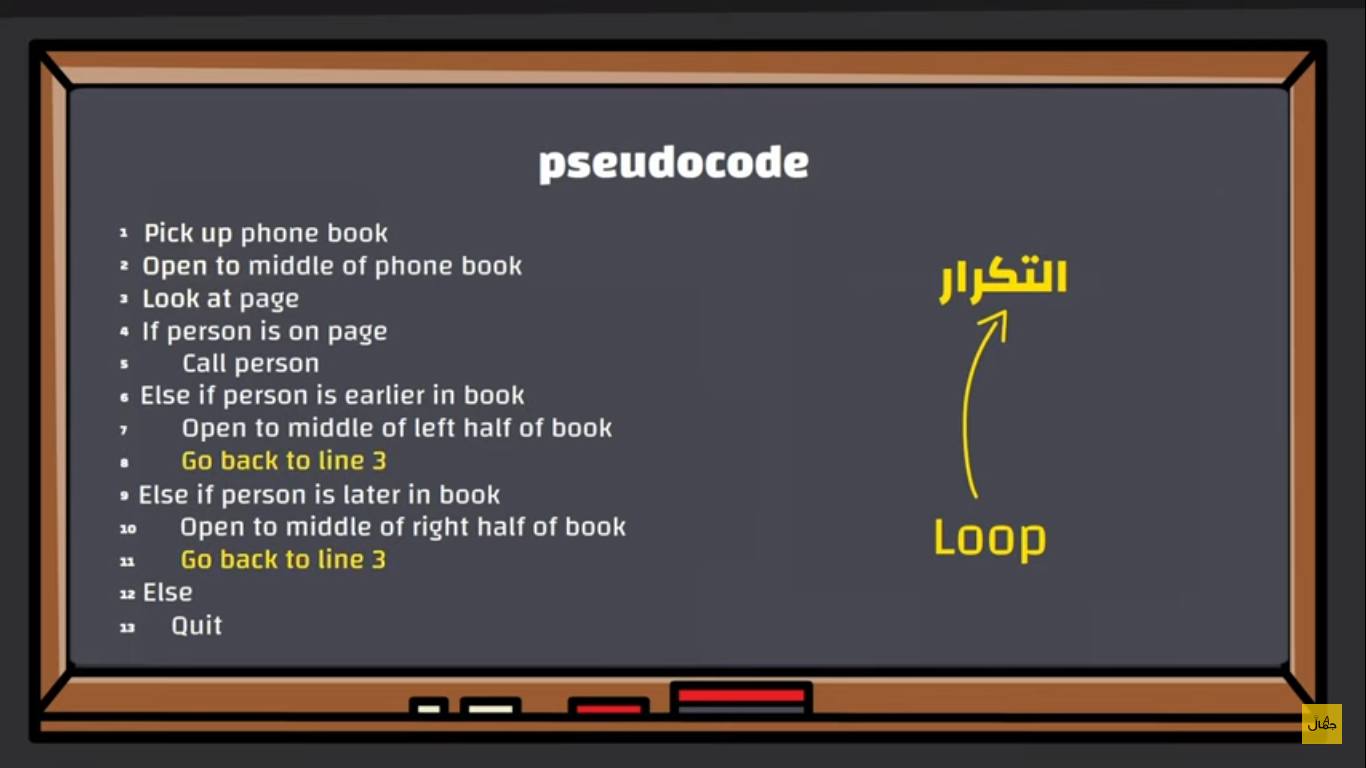 pseudocode
1 Pick up phone book
2 Open to middle of phone book
3 Look at page
4 If person is on page
5 Call person
6 Else if person is earlier in book
7 Open to middle of left half of book
8 Go back to line 3
9 Else if person is later in book
10 Open to middle of right half of book
11 Go back to line 3
12 Else
13 Quit
التكرار
Loop
جمّال